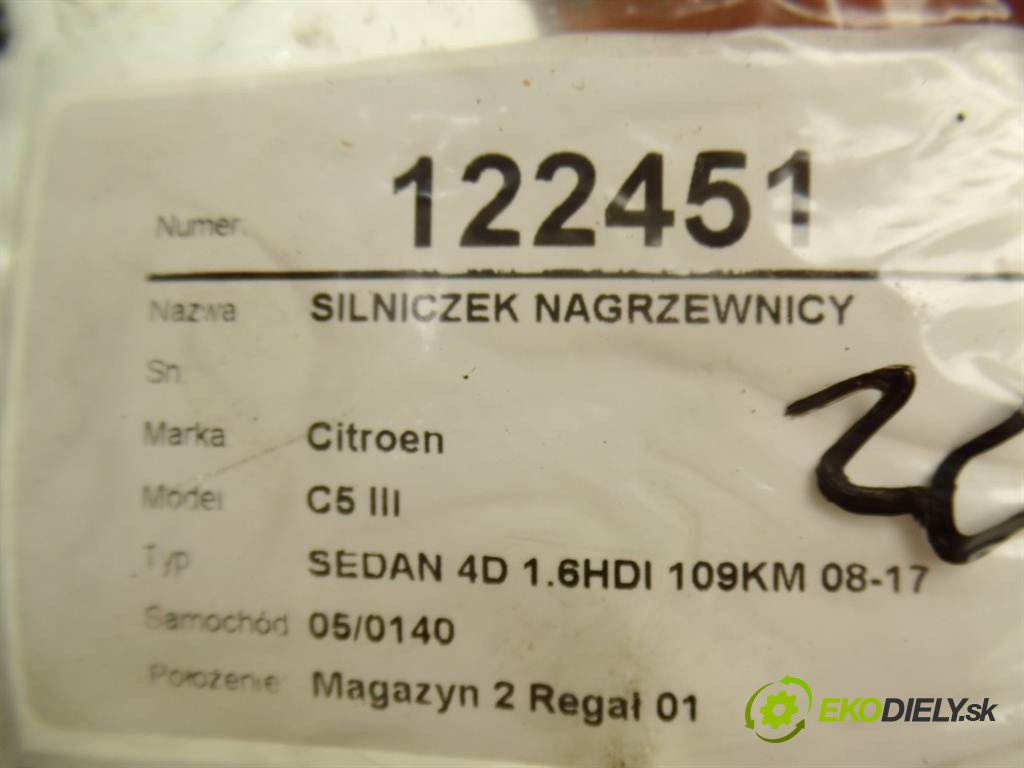 Numer: 122451
Nazwa SILNICZEK NAGRZEWNICY
Sn
Marka Citroen
Model C5 III
Typ SEDAN 4D 1.6HDI 109KM 08-17
Samochód 05/0140
Położenie Magazyn 2 Regał 01
EKODIELY.sk